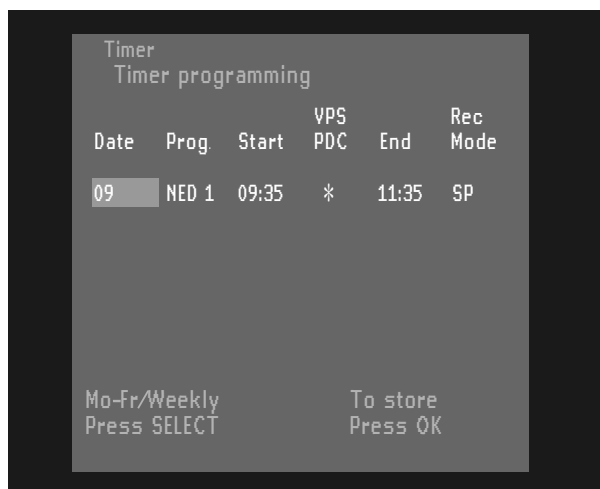 Timer
Timer programming
VPS Rec
Date Prog. Start PDC End Mode
09 NED 1 09:35 * 11:35 SP
Mo-Fr/Weekly To store
Press SELECT Press OK